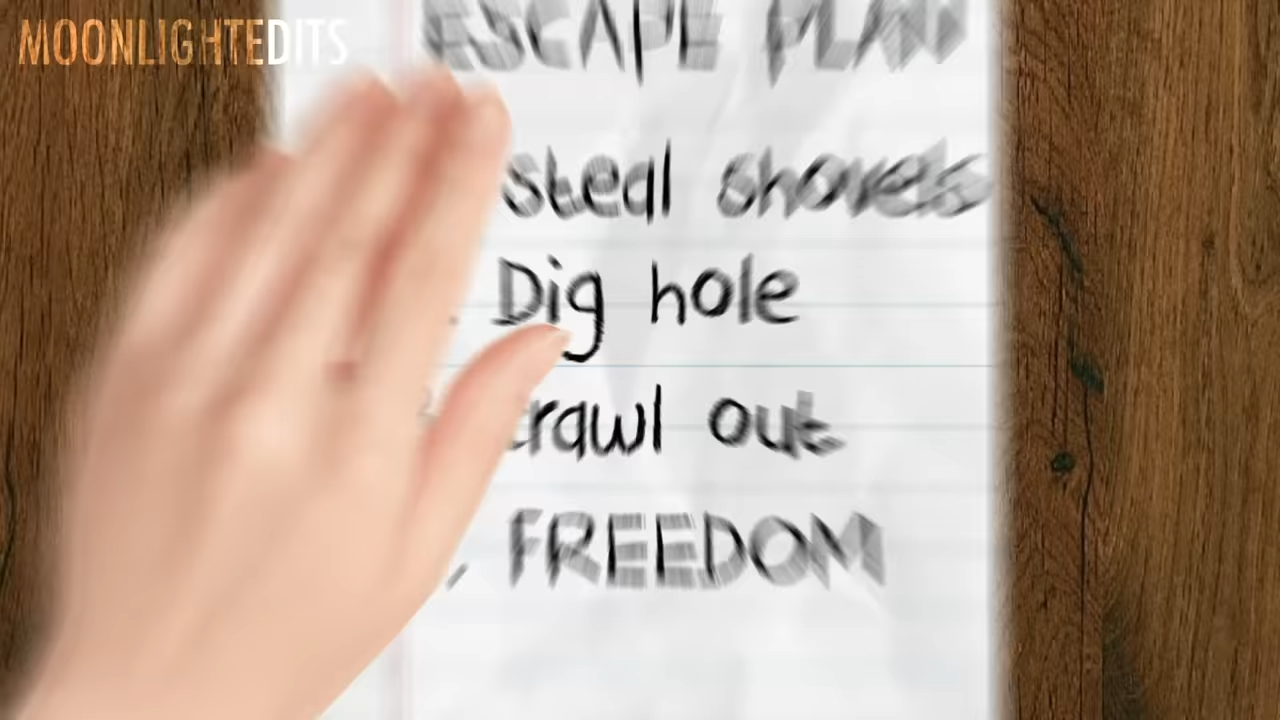 MOONLIGHTEDITS
ESCAPE PLAN
Steal shovels
. Dig hole
crawl out
. FREEDOM